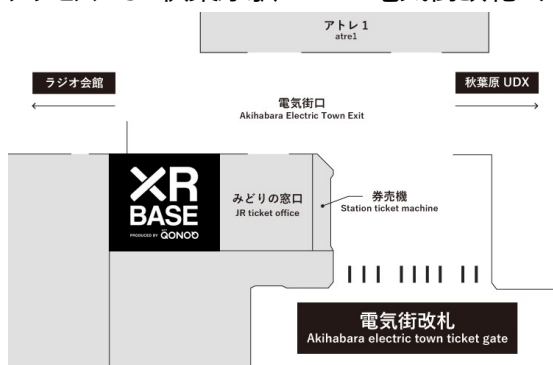 アトレ1
atre1
ラジオ会館
秋葉原 UDX
電気街口
Akihabara Electric Town Exit
XR
BASE
PRODUCED BY QONOQ
みどりの窓口
JR ticket office
券売機
Station ticket machine
電気街改札
Akihabara electric town ticket gate